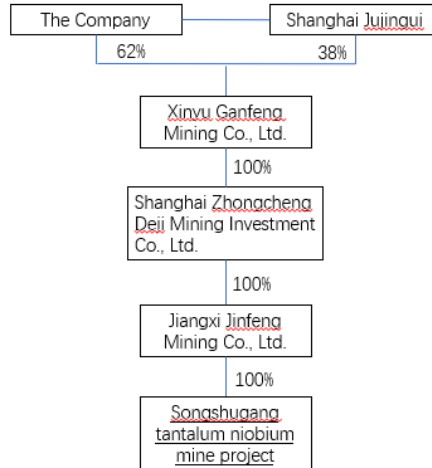 The Company
Shanghai Jujingui
62%
38%
Xinyu Ganfeng
Mining Co., Ltd.
100%
Shanghai Zhongcheng
Deji Mining Investment
Co., Ltd.
100%
Jiangxi Jinfeng
Mining Co., Ltd.
100%
Songshugang
tantalum niobium
mine project